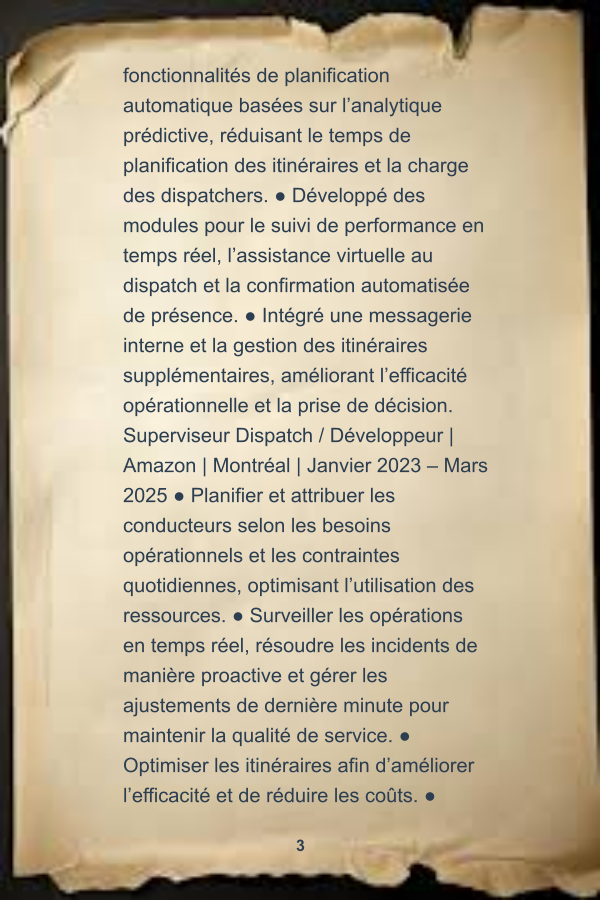 fonctionnalités de planification
automatique basées sur l’analytique
prédictive, réduisant le temps de
planification des itinéraires et la charge
des dispatchers. ● Développé des
modules pour le suivi de performance en
temps réel, l’assistance virtuelle au
dispatch et la confirmation automatisée
de présence. ● Intégré une messagerie
interne et la gestion des itinéraires
supplémentaires, améliorant l’efficacité
opérationnelle et la prise de décision.
Superviseur Dispatch / Développeur |
Amazon | Montréal | Janvier 2023 – Mars
2025 ● Planifier et attribuer les
conducteurs selon les besoins
opérationnels et les contraintes
quotidiennes, optimisant l’utilisation des
ressources. ● Surveiller les opérations
en temps réel, résoudre les incidents de
manière proactive et gérer les
ajustements de dernière minute pour
maintenir la qualité de service. ●
Optimiser les itinéraires afin d’améliorer
l’efficacité et de réduire les coûts. ●
3